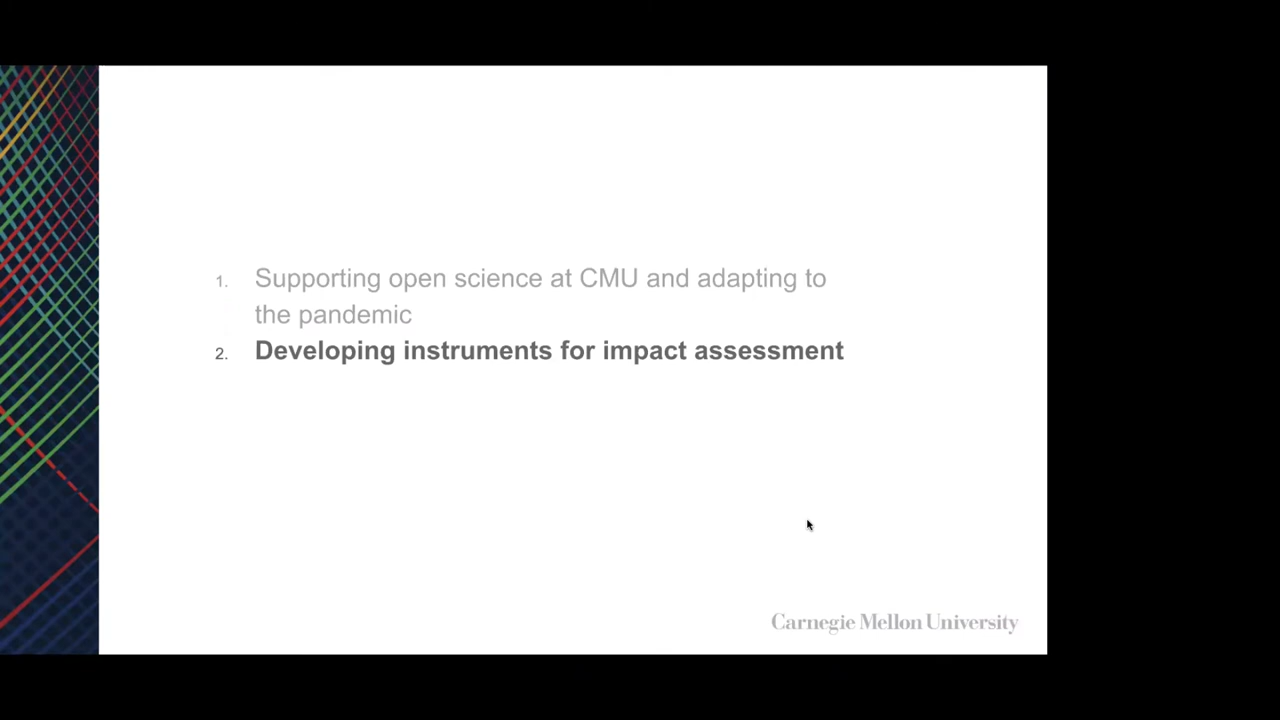 1. Supporting open science at CMU and adapting to
the pandemic
2. Developing instruments for impact assessment
Carnegie Mellon University